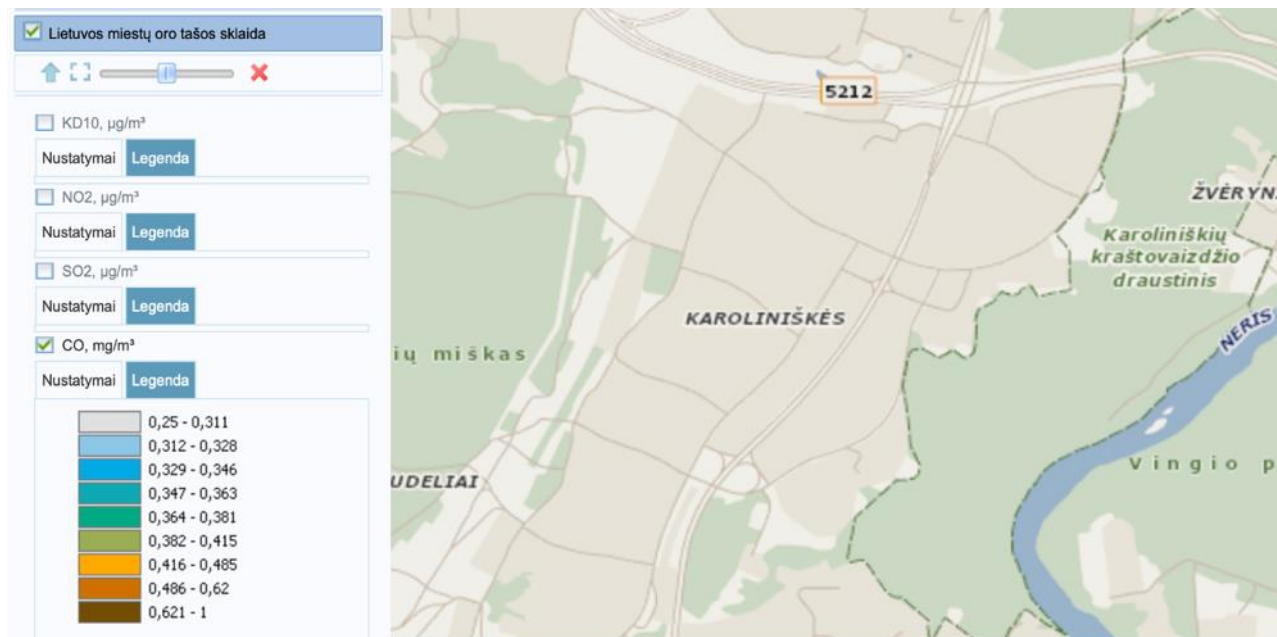 Lietuvos miestų oro tašos sklaida
KD10, µg/m³
Nustatymai Legenda
NO2, µg/m³
Nustatymai Legenda
SO2, µg/m³
Nustatymai Legenda
CO, mg/m³
Nustatymai Legenda
0,25 - 0,311
0,312 - 0,328
0,329 - 0,346
0,347 - 0,363
0,364 - 0,381
0,382 - 0,415
0,416 - 0,485
0,486 - 0,62
0,621 - 1
5212
ŽVĖRYN
Karoliniškių
kraštovaizdžio
draustinis
KAROLINIŠKĖS
NERIS
ių miškas
Vingio p
UDELIAI